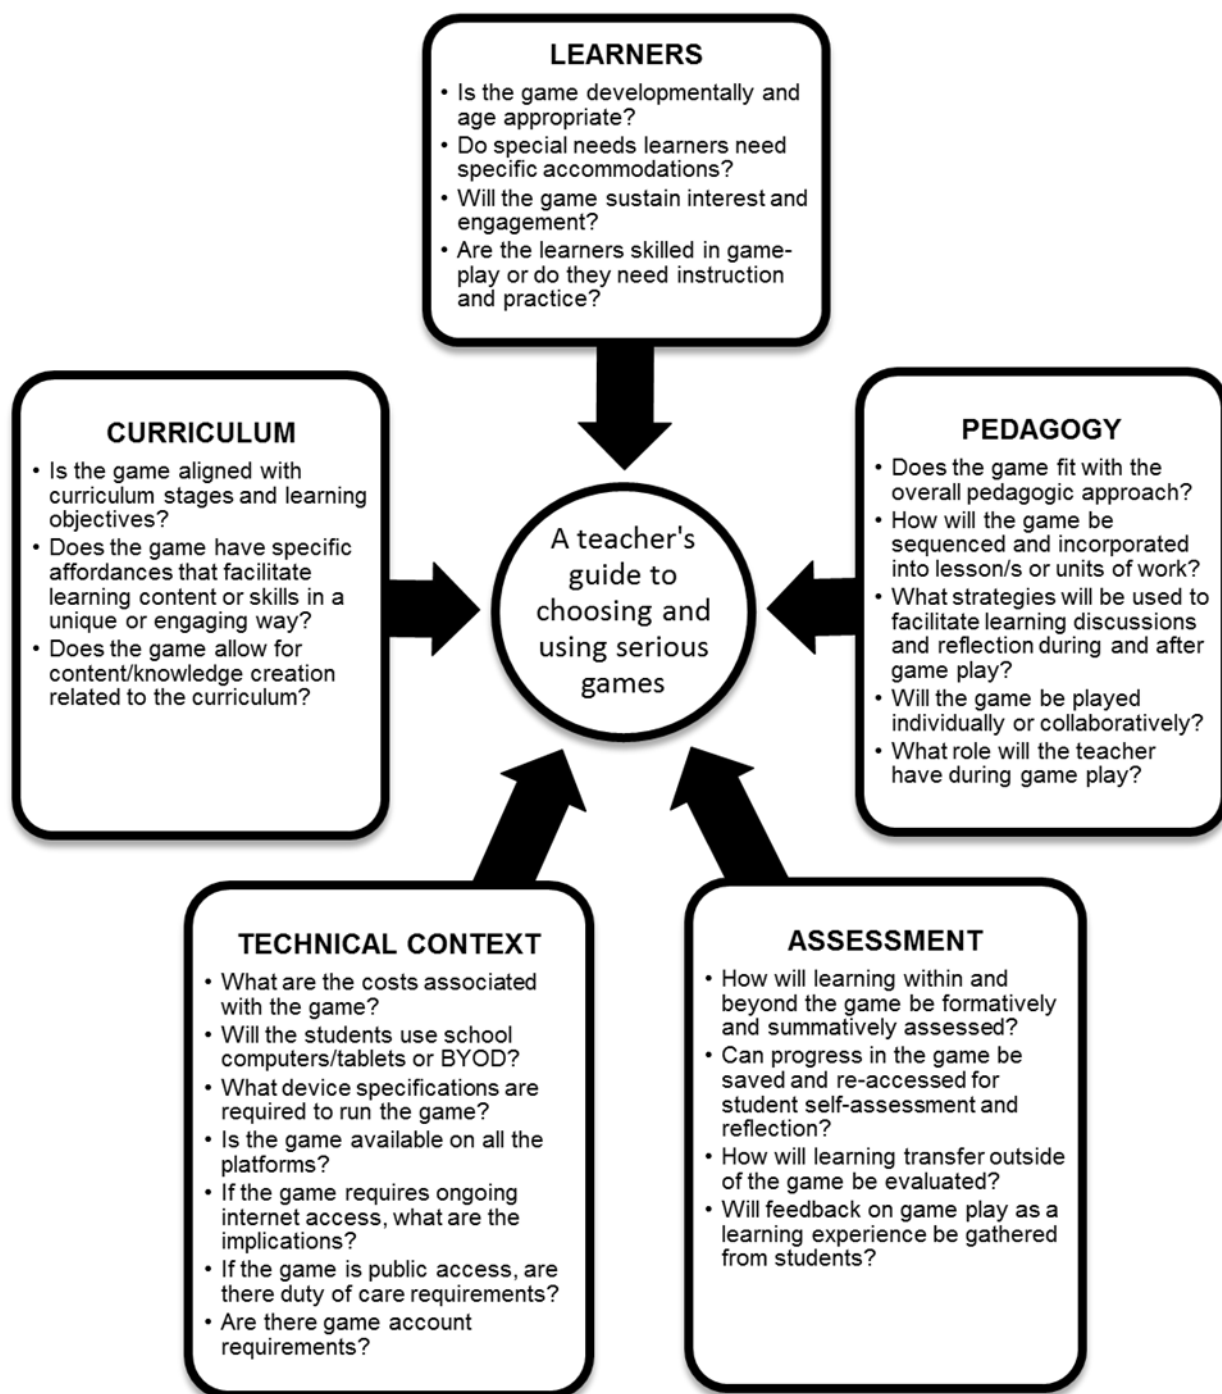 LEARNERS
• Is the game developmentally and
age appropriate?
• Do special needs learners need
specific accommodations?
• Will the game sustain interest and
engagement?
• Are the learners skilled in game-
play or do they need instruction
and practice?
CURRICULUM
• Is the game aligned with
curriculum stages and learning
objectives?
• Does the game have specific
affordances that facilitate
learning content or skills in a
unique or engaging way?
• Does the game allow for
content/knowledge creation
related to the curriculum?
A teacher's
guide to
choosing and
using serious
games
PEDAGOGY
• Does the game fit with the
overall pedagogic approach?
• How will the game be
sequenced and incorporated
into lesson/s or units of work?
• What strategies will be used to
facilitate learning discussions
and reflection during and after
game play?
• Will the game be played
individually or collaboratively?
• What role will the teacher
have during game play?
TECHNICAL CONTEXT
• What are the costs associated
with the game?
• Will the students use school
computers/tablets or BYOD?
• What device specifications are
required to run the game?
• Is the game available on all the
platforms?
• If the game requires ongoing
internet access, what are the
implications?
• If the game is public access, are
there duty of care requirements?
• Are there game account
requirements?
ASSESSMENT
• How will learning within and
beyond the game be formatively
and summatively assessed?
• Can progress in the game be
saved and re-accessed for
student self-assessment and
reflection?
• How will learning transfer outside
of the game be evaluated?
• Will feedback on game play as a
learning experience be gathered
from students?